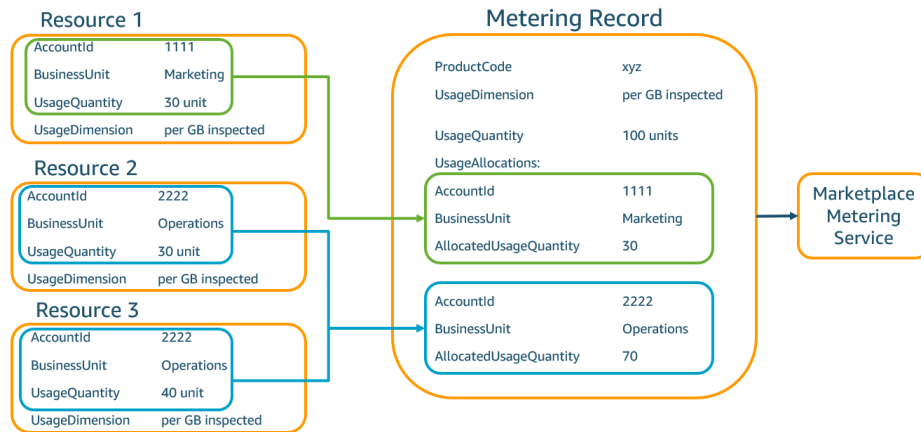 Resource 1
AccountId 1111
BusinessUnit Marketing
UsageQuantity 30 unit
UsageDimension per GB inspected
Resource 2
AccountId 2222
BusinessUnit Operations
UsageQuantity 30 unit
UsageDimension per GB inspected
Resource 3
AccountId 2222
BusinessUnit Operations
UsageQuantity 40 unit
UsageDimension per GB inspected
Metering Record
ProductCode xyz
UsageDimension per GB inspected
UsageQuantity 100 units
UsageAllocations:
AccountId 1111
BusinessUnit Marketing
AllocatedUsageQuantity 30
AccountId 2222
BusinessUnit Operations
AllocatedUsageQuantity 70
Marketplace
Metering
Service